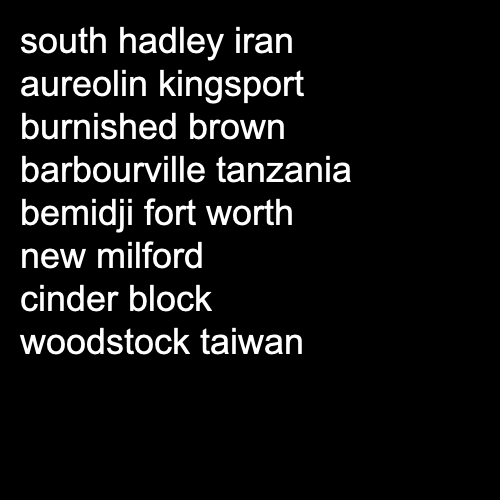 south hadley iran
aureolin kingsport
burnished brown
barbourville tanzania
bemidji fort worth
new milford
cinder block
woodstock taiwan